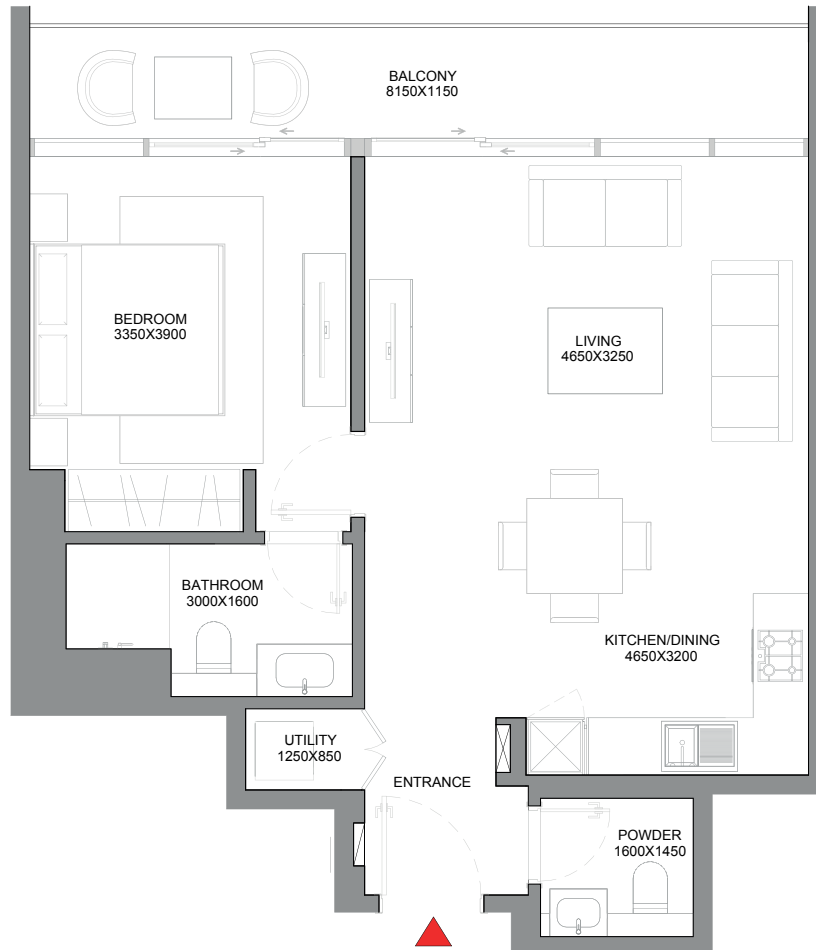 BALCONY
8150X1150
BEDROOM
3350X3900
LIVING
4650X3250
BATHROOM
3000X1600
KITCHEN/DINING
4650X3200
UTILITY
1250X850
ENTRANCE
POWDER
1600X1450